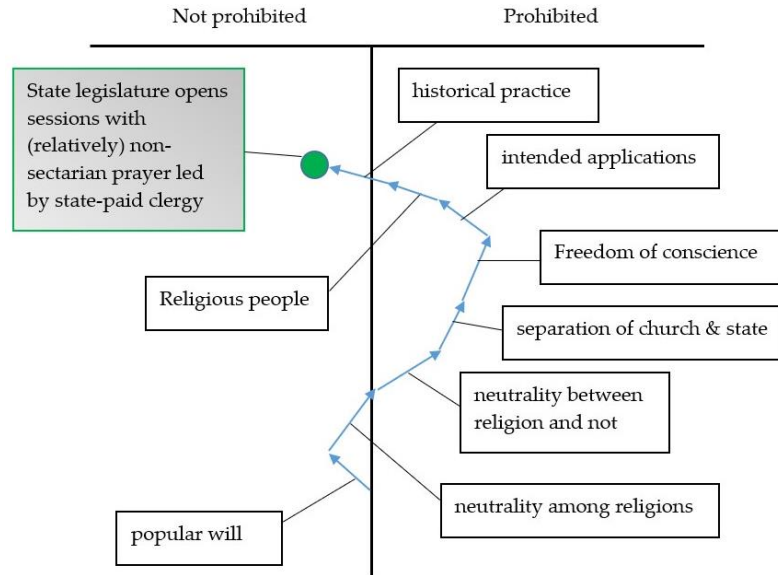 Not prohibited
Prohibited
State legislature opens
sessions with
(relatively) non-
sectarian prayer led
by state-paid clergy
historical practice
intended applications
Freedom of conscience
Religious people
separation of church & state
neutrality between
religion and not
neutrality among religions
popular will